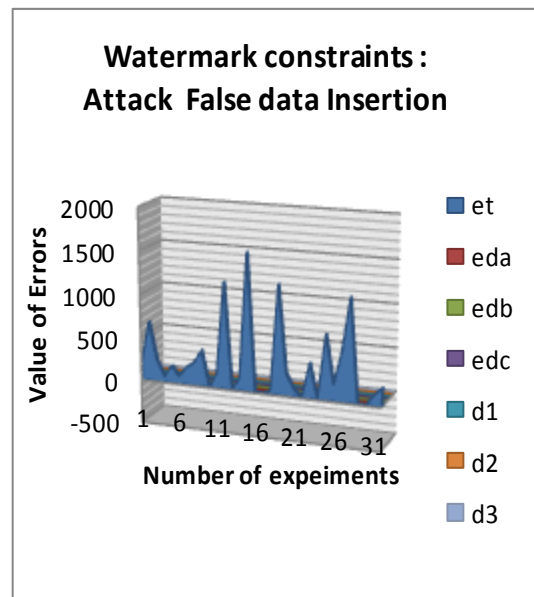 Watermark constraints :
Attack False data Insertion
Value of Errors
2000
1500
1000
500
0
-500
1 6 11 16 21 26 31
Number of expeiments
et
eda
edb
edc
d1
d2
d3